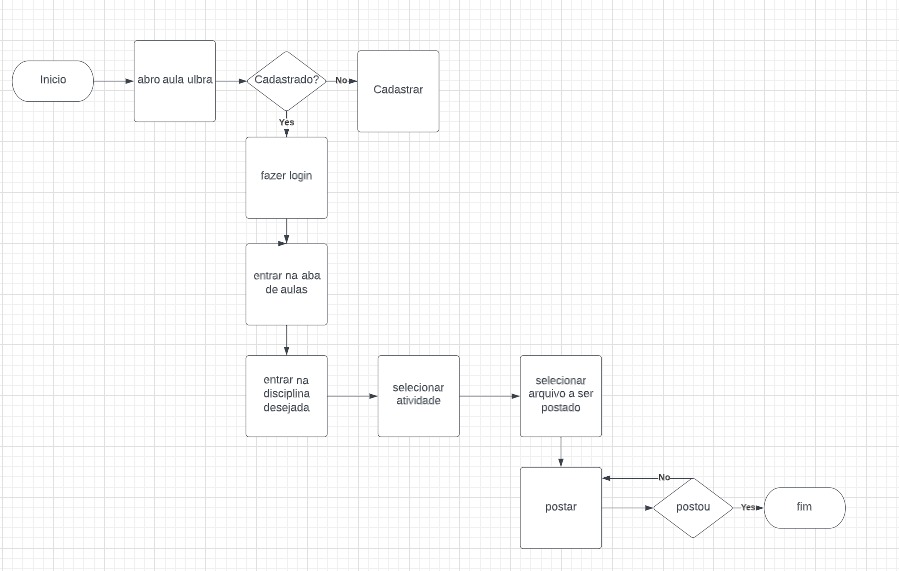 Inicio
abro aula ulbra
Cadastrado?
No
Cadastrar
Yes
fazer login
entrar na aba
de aulas
entrar na
disciplina
desejada
selecionar
atividade
selecionar
arquivo a ser
postado
No
postar
postou
Yes
fim